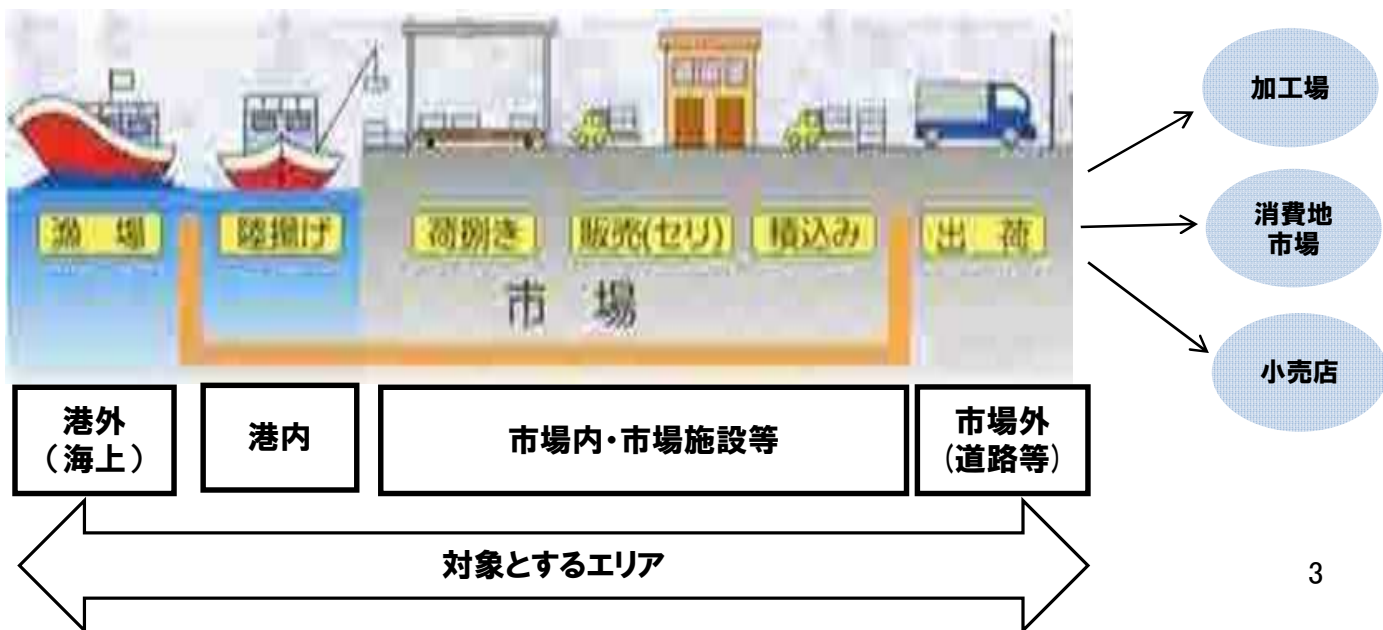 加工場
消費地
市場
小売店
漁 場
陸揚げ
荷捌き
販売(セリ)
積込み
出 荷
市 場
港外
（海上）
港内
市場内・市場施設等
市場外
(道路等)
対象とするエリア
3